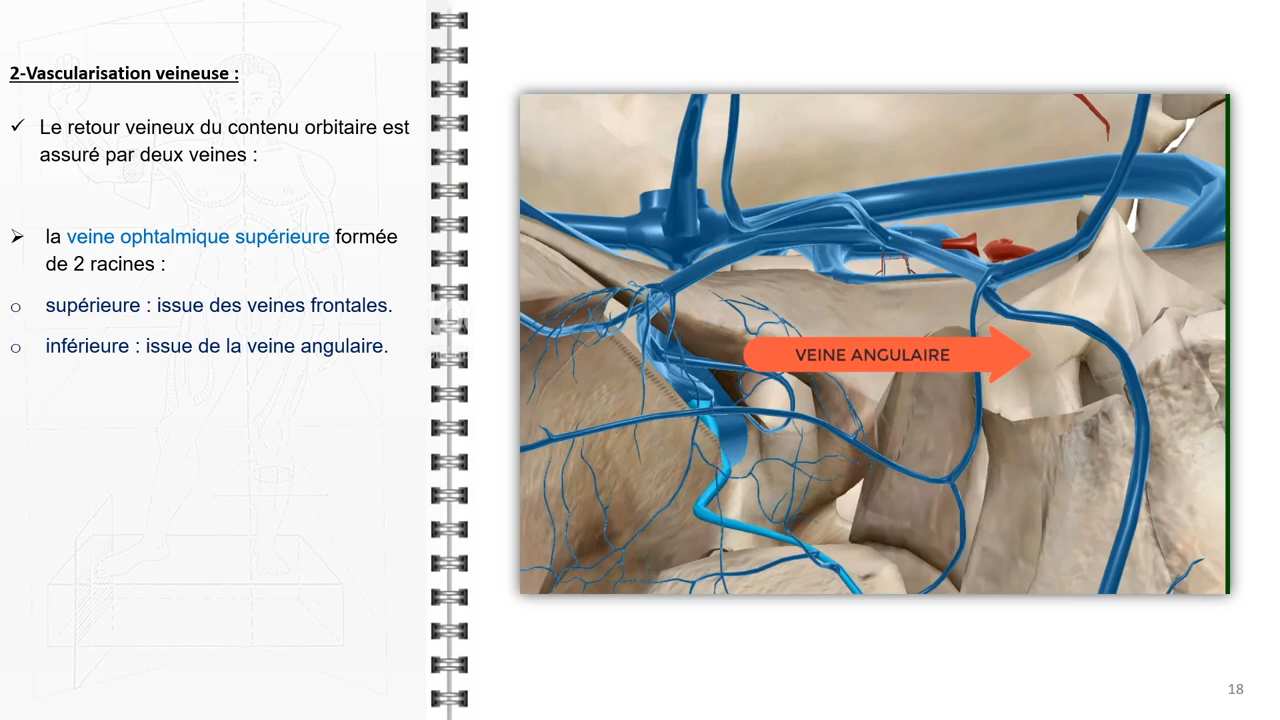 2-Vascularisation veineuse :
✓ Le retour veineux du contenu orbitaire est
assuré par deux veines :
➢ la veine ophtalmique supérieure formée
de 2 racines :
o supérieure : issue des veines frontales.
o inférieure : issue de la veine angulaire.
VEINE ANGULAIRE
18